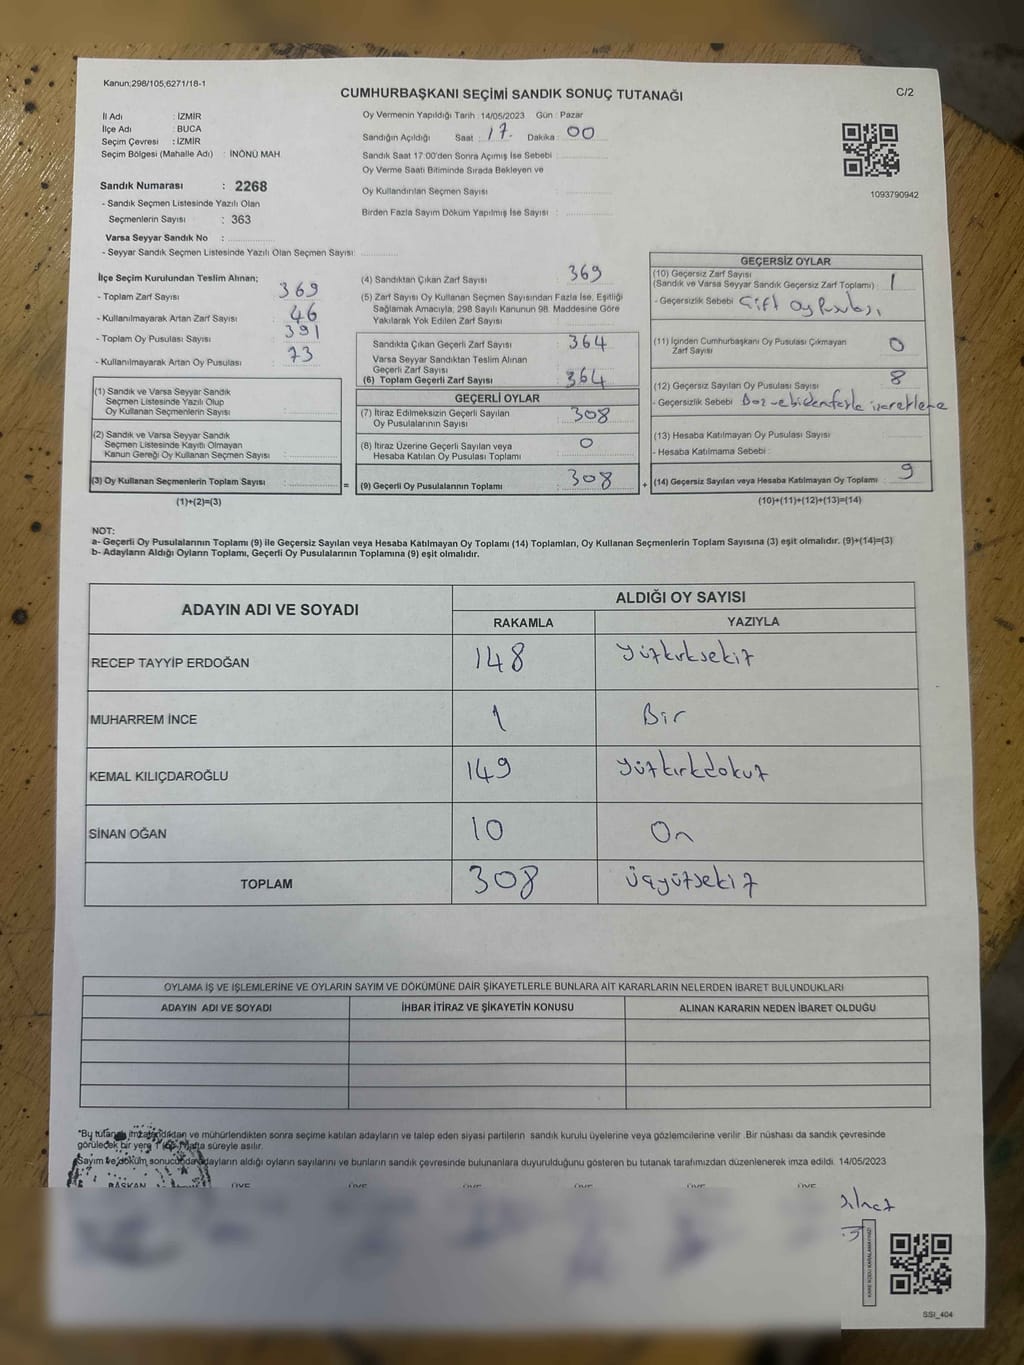 Kanun;298/105;6271/18-1
CUMHURBAŞKANI SEÇİMİ SANDIK SONUÇ TUTANAĞI
C/2
İl Adı : İZMİR
İlçe Adı : BUCA
Seçim Çevresi : İZMİR
Seçim Bölgesi (Mahalle Adı) : İNÖNÜ MAH
Sandık Numarası : 2268
- Sandık Seçmen Listesinde Yazılı Olan
Seçmenlerin Sayısı : 363
Varsa Seyyar Sandık No :
- Seyyar Sandık Seçmen Listesinde Yazılı Olan Seçmen Sayısı:
Oy Vermenin Yapıldığı Tarih : 14/05/2023 Gün : Pazar
Sandığın Açıldığı Saat : 17. Dakika : 00
Sandık Saat 17:00'den Sonra Açımış İse Sebebi :
Oy Verme Saati Bitiminde Sırada Bekleyen ve
Oy Kullandırılan Seçmen Sayısı
Birden Fazla Sayım Döküm Yapılmış İse Sayısı :
1093790942
İlçe Seçim Kurulundan Teslim Alınan;
- Toplam Zarf Sayısı : 369
- Kullanılmayarak Artan Zarf Sayısı : 46
- Toplam Oy Pusulası Sayısı : 391
- Kullanılmayarak Artan Oy Pusulası : 73
(1) Sandık ve Varsa Seyyar Sandık
Seçmen Listesinde Yazılı Olup
Oy Kullanan Seçmenlerin Sayısı :
(2) Sandık ve Varsa Seyyar Sandık
Seçmen Listesinde Kayıtlı Olmayan
Kanun Gereği Oy Kullanan Seçmen Sayısı :
(3) Oy Kullanan Seçmenlerin Toplam Sayısı :
(1)+(2)=(3)
(4) Sandıktan Çıkan Zarf Sayısı : 369
(5) Zarf Sayısı Oy Kullanan Seçmen Sayısından Fazla İse, Eşitliği
Sağlamak Amacıyla, 298 Sayılı Kanunun 98. Maddesine Göre
Yakılarak Yok Edilen Zarf Sayısı :
Sandıkta Çıkan Geçerli Zarf Sayısı : 364
Varsa Seyyar Sandıktan Teslim Alınan
Geçerli Zarf Sayısı :
(6) Toplam Geçerli Zarf Sayısı : 364
GEÇERLİ OYLAR
(7) İtiraz Edilmeksizin Geçerli Sayılan
Oy Pusulalarının Sayısı : 308
(8) İtiraz Üzerine Geçerli Sayılan veya
Hesaba Katılan Oy Pusulası Toplamı : 0
= (9) Geçerli Oy Pusulalarının Toplamı : 308
GEÇERSİZ OYLAR
(10) Geçersiz Zarf Sayısı
(Sandık ve Varsa Seyyar Sandık Geçersiz Zarf Toplamı) : 1
- Geçersizlik Sebebi : Çift oy Pusulası
(11) İçinden Cumhurbaşkanı Oy Pusulası Çıkmayan
Zarf Sayısı : 0
(12) Geçersiz Sayılan Oy Pusulası Sayısı : 8
- Geçersizlik Sebebi : Boz ve birden fazla işaretleme
(13) Hesaba Katılmayan Oy Pusulası Sayısı :
- Hesaba Katılmama Sebebi :
+ (14) Geçersiz Sayılan veya Hesaba Katılmayan Oy Toplamı : 9
(10)+(11)+(12)+(13)=(14)
NOT:
a- Geçerli Oy Pusulalarının Toplamı (9) ile Geçersiz Sayılan veya Hesaba Katılmayan Oy Toplamı (14) Toplamları, Oy Kullanan Seçmenlerin Toplam Sayısına (3) eşit olmalıdır. (9)+(14)=(3)
b- Adayların Aldığı Oyların Toplamı, Geçerli Oy Pusulalarının Toplamına (9) eşit olmalıdır.
ADAYIN ADI VE SOYADI
ALDIĞI OY SAYISI
RAKAMLA YAZIYLA
RECEP TAYYİP ERDOĞAN 148 yüzkırksekiz
MUHARREM İNCE 1 Bir
KEMAL KILIÇDAROĞLU 149 yüzkırkdokuz
SİNAN OĞAN 10 On
TOPLAM 308 üçyüzsekiz
OYLAMA İŞ VE İŞLEMLERİNE VE OYLARIN SAYIM VE DÖKÜMÜNE DAİR ŞİKAYETLERLE BUNLARA AİT KARARLARIN NELERDEN İBARET BULUNDUKLARI
ADAYIN ADI VE SOYADI İHBAR İTİRAZ VE ŞİKAYETİN KONUSU ALINAN KARARIN NEDEN İBARET OLDUĞU
*Bu tutanak imzalandıktan ve mühürlendikten sonra seçime katılan adayların ve talep eden siyasi partilerin sandık kurulu üyelerine veya gözlemcilerine verilir. Bir nüshası da sandık çevresinde
görülecek bir yere 1 (bir) hafta süreyle asılır.
Sayım ve döküm sonucunda adayların aldığı oyların sayılarını ve bunların sandık çevresinde bulunanlara duyurulduğunu gösteren bu tutanak tarafımızdan düzenlenerek imza edildi. 14/05/2023
BAŞKAN ÜYE ÜYE ÜYE ÜYE ÜYE ÜYE
KARE KODU KARALAMAYINIZ!
SSI_404